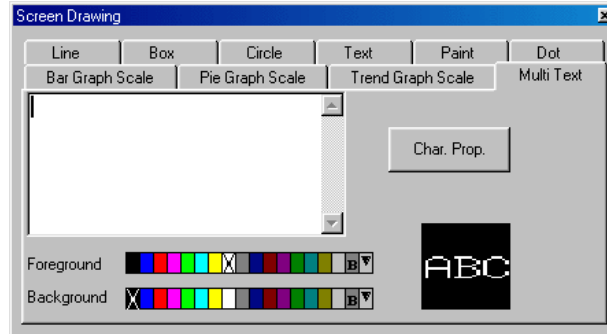 Screen Drawing
Line Box Circle Text Paint Dot
Bar Graph Scale Pie Graph Scale Trend Graph Scale Multi Text
Char. Prop.
Foreground B
Background B
ABC